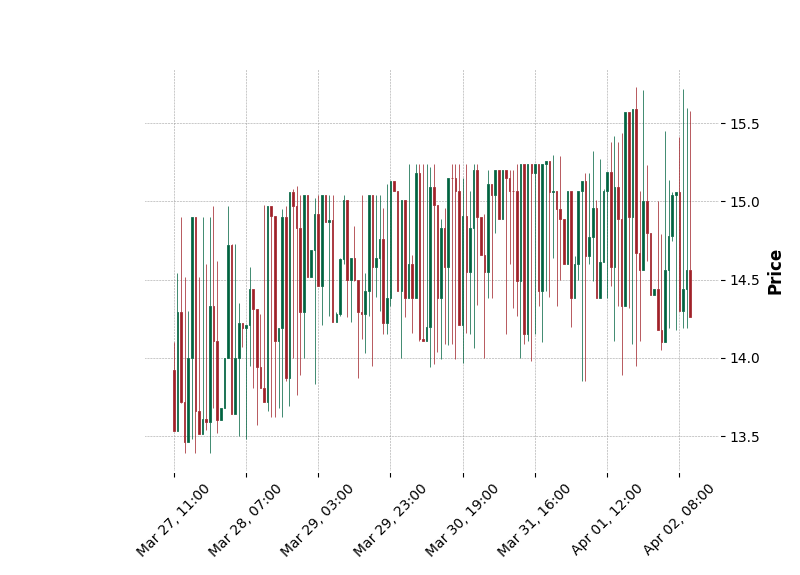 15.5
15.0
14.5
14.0
13.5
Price
Mar 27, 11:00
Mar 28, 07:00
Mar 29, 03:00
Mar 29, 23:00
Mar 30, 19:00
Mar 31, 16:00
Apr 01, 12:00
Apr 02, 08:00